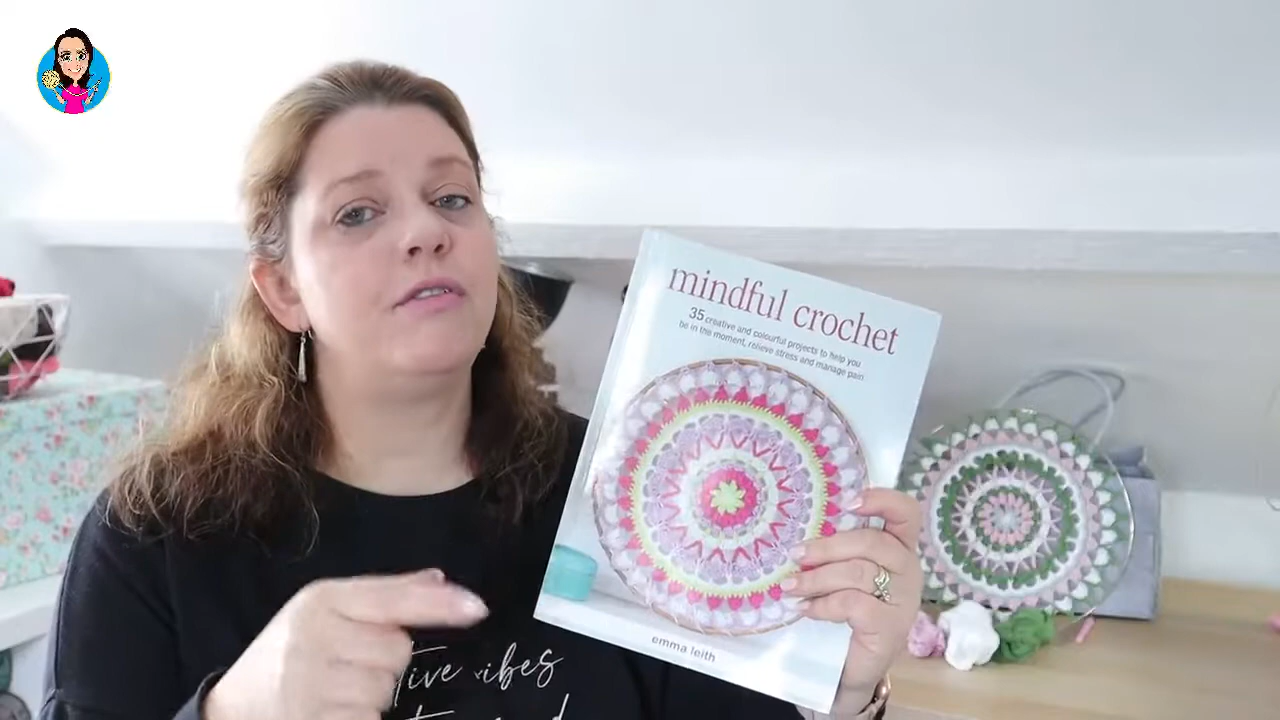 mindful crochet
35 creative and colourful projects to help you
be in the moment, relieve stress and manage pain
emma leith
tive vibes